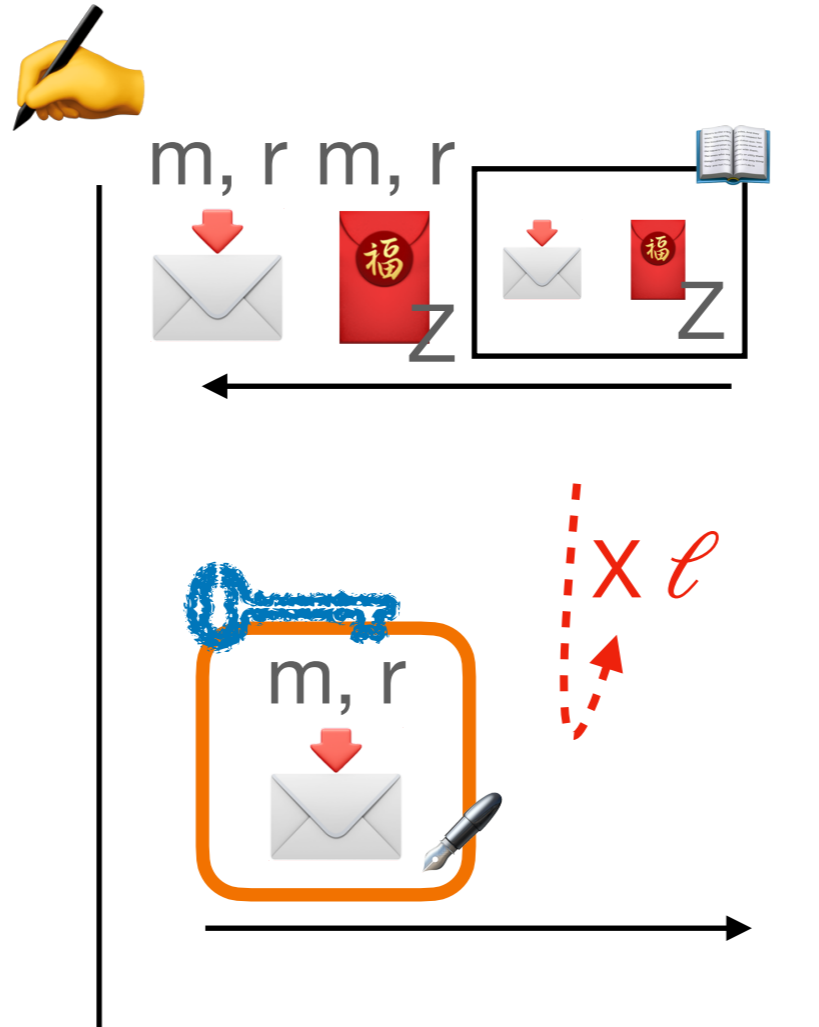 m, r m, r
福 福
Z Z
X ℓ
m, r